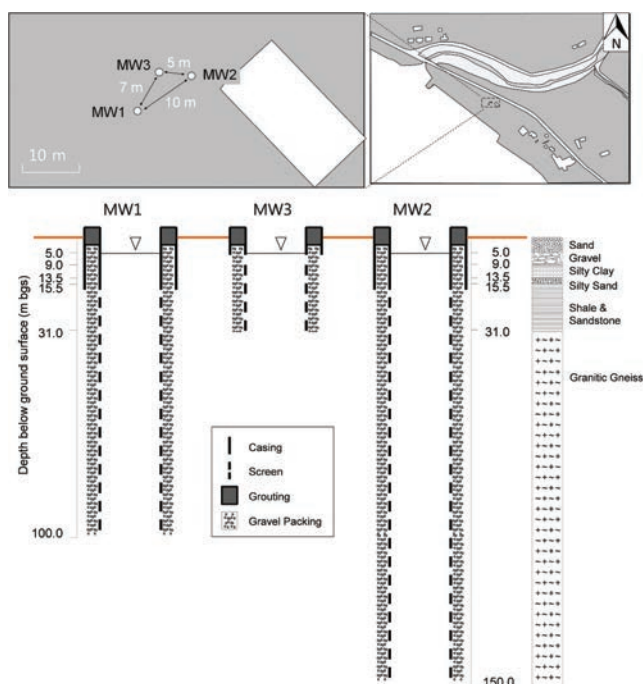 MW3
5 m
MW2
7 m
MW1
10 m
10 m
N
MW1
MW3
MW2
5.0
9.0
13.5
15.5
31.0
100.0
Depth below ground surface (m bgs)
5.0
9.0
13.5
15.5
31.0
150.0
Sand
Gravel
Silty Clay
Silty Sand
Shale &
Sandstone
Granitic Gneiss
Casing
Screen
Grouting
Gravel Packing